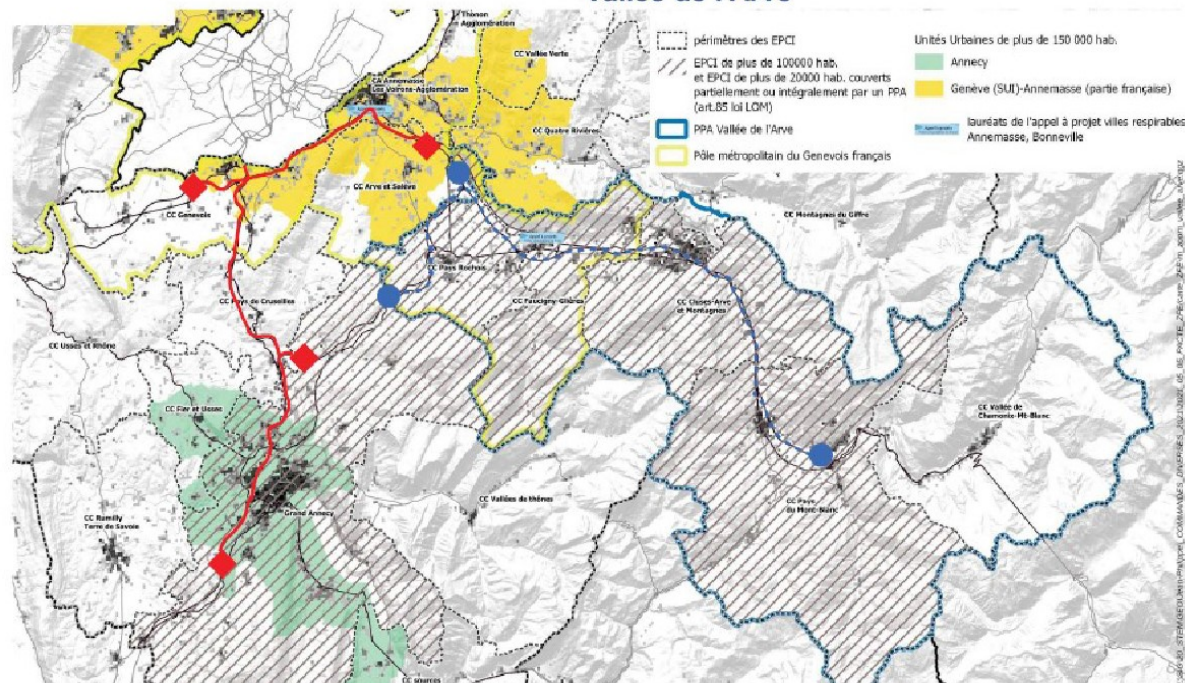 périmètres des EPCI
EPCI de plus de 100000 hab.
et EPCI de plus de 20000 hab. couverts
partiellement ou intégralement par un PPA
(art.85 loi LOM)
PPA Vallée de l'Arve
Pôle métropolitain du Genevois français
Unités Urbaines de plus de 150 000 hab.
Annecy
Genève (SUI)-Annemasse (partie française)
lauréats de l'appel à projet villes respirables
Annemasse, Bonneville
Thonon
Agglomération
CC Vallée Verte
CA Annemasse
Les Voirons-Agglomération
CC Quatre Rivières
CC Arve et Salève
CC Genevois
CC Montagnes du Giffre
CC Pays Rochois
CC Pays de Cruseilles
CC Faucigny-Glières
CC Cluses-Arve
et Montagnes
CC Usses et Rhône
CC Fier et Usses
CC Vallée de
Chamonix-Mt-Blanc
CC Vallées de Thônes
Grand Annecy
CC Pays
du Mont-Blanc
CC Rumilly
Terre de Savoie